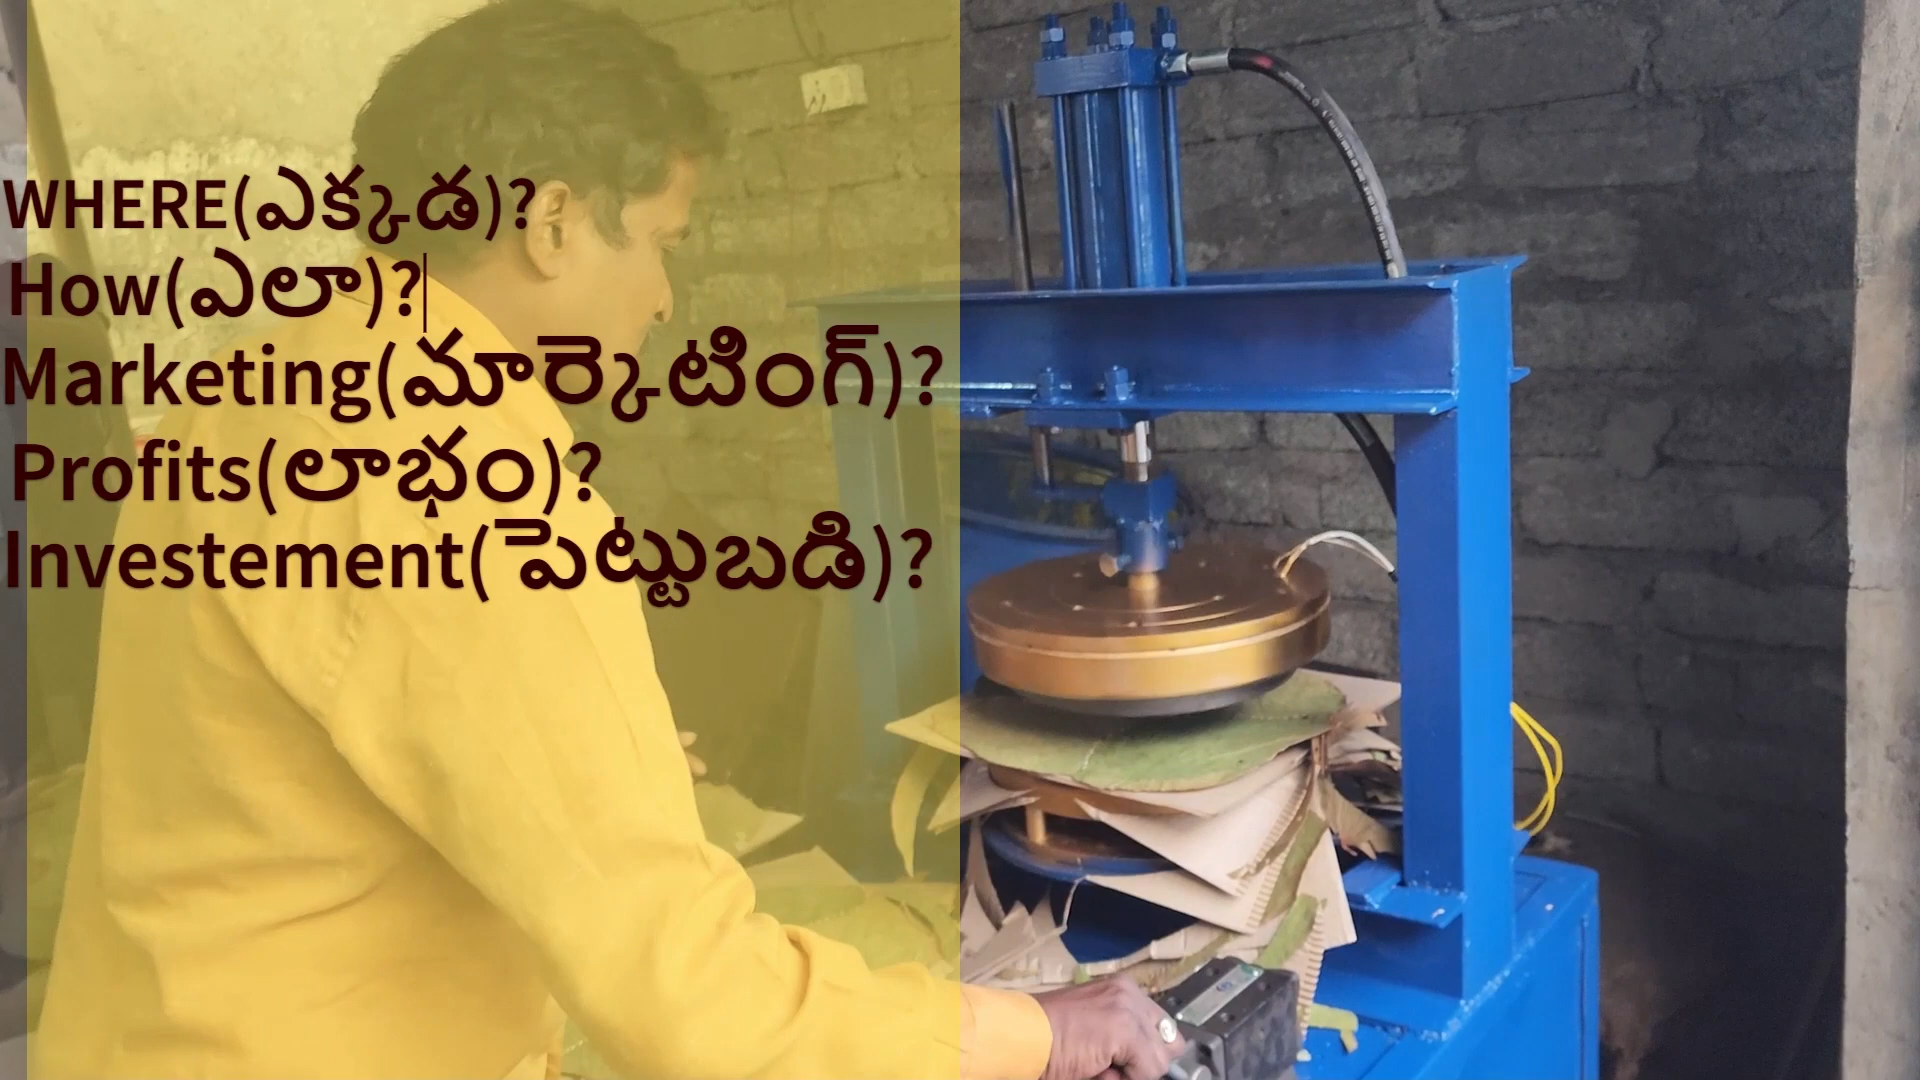 WHERE(ఎక్కడ)?
How(ఎలా)?
Marketing(మార్కెటింగ్)?
Profits(లాభం)?
Investement(పెట్టుబడి)?